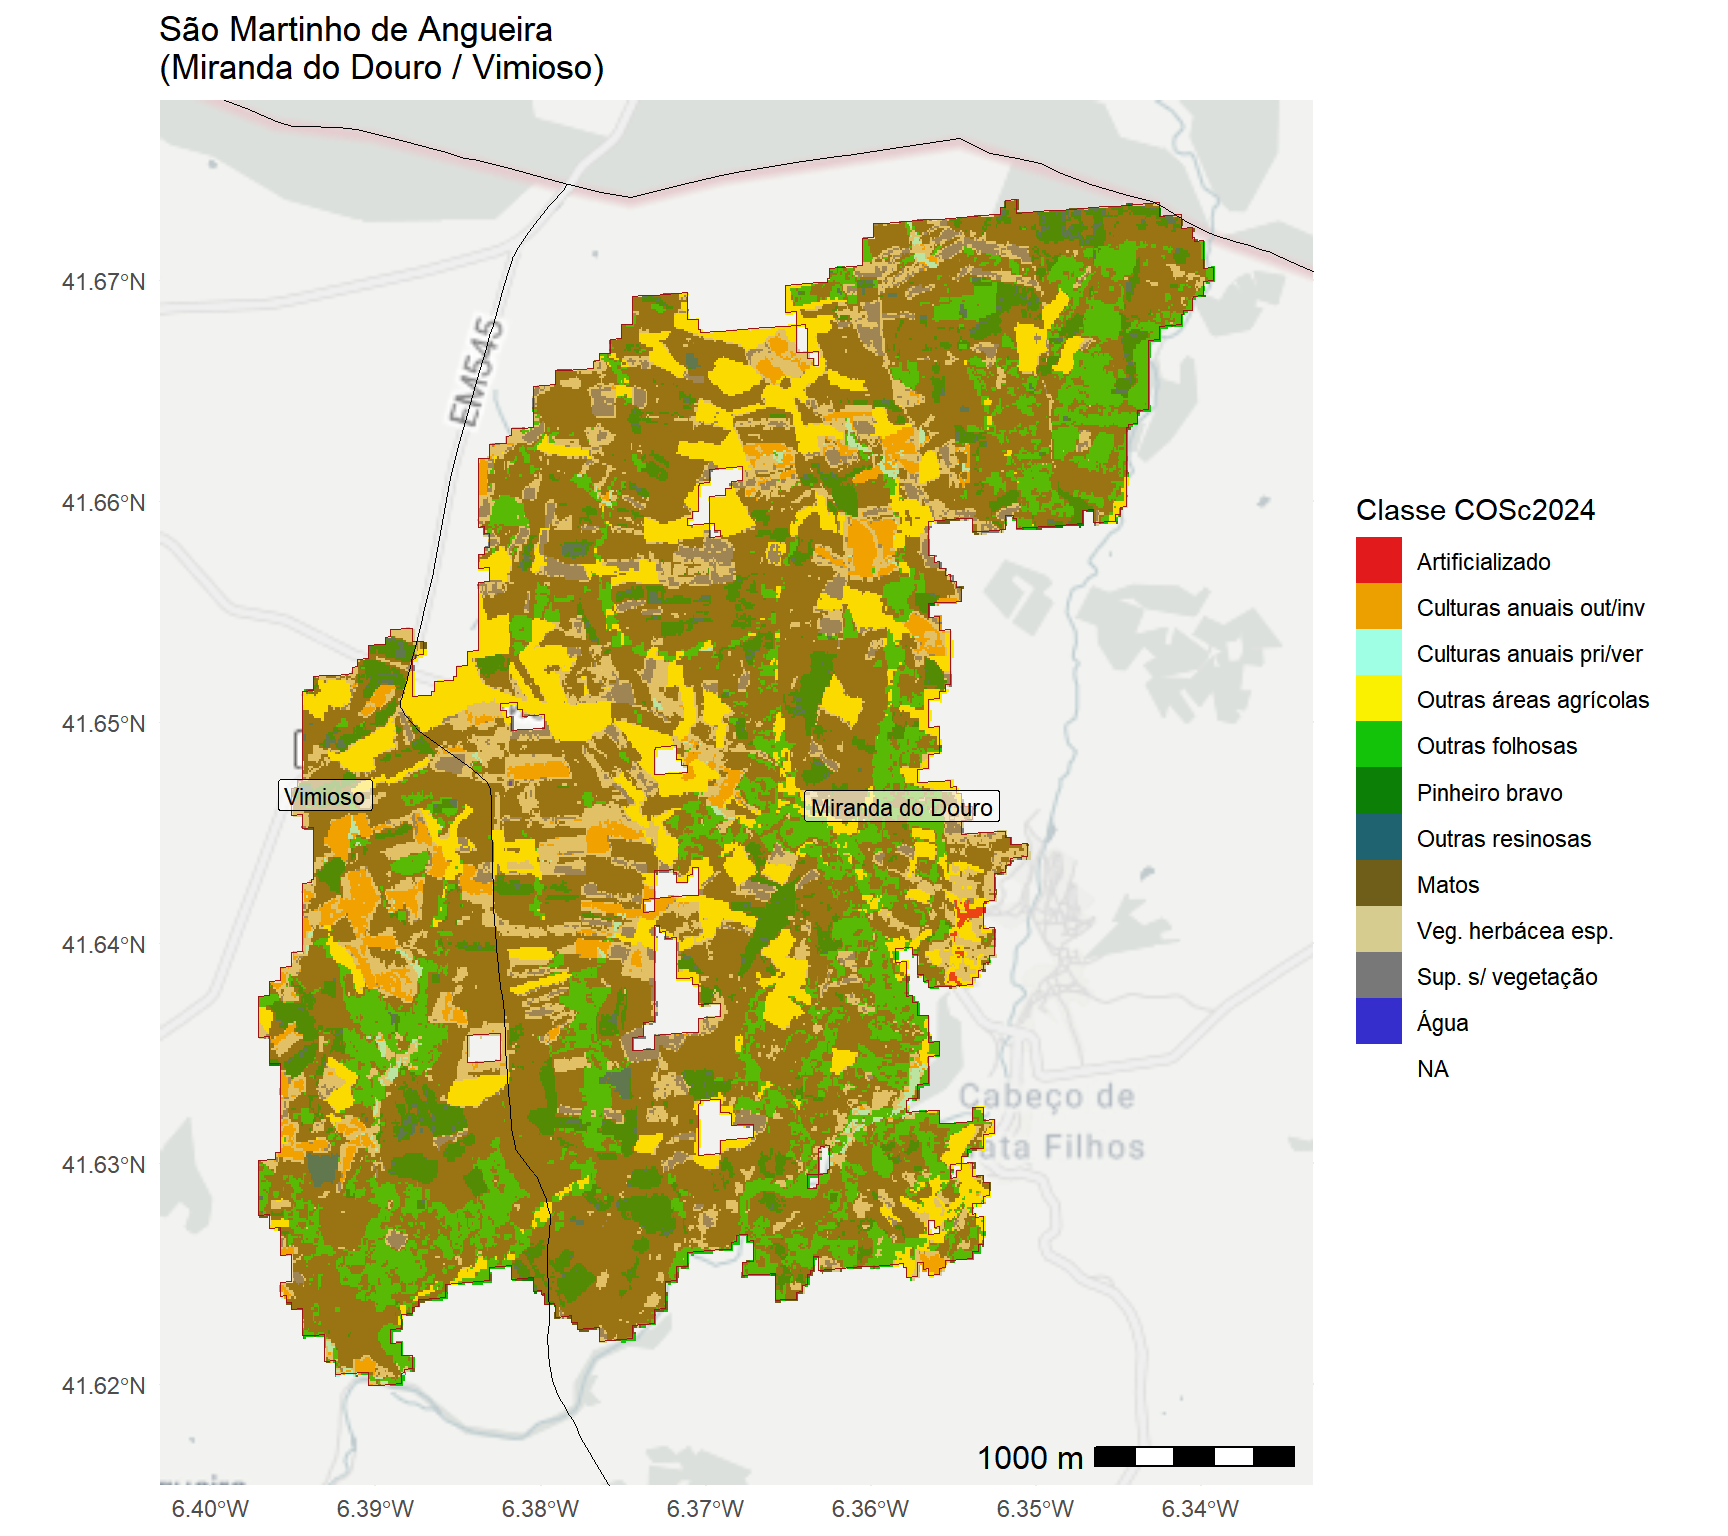 São Martinho de Angueira
(Miranda do Douro / Vimioso)
41.67°N
41.66°N
41.65°N
41.64°N
41.63°N
41.62°N
EM545
Vimioso
Miranda do Douro
Cabeço de
ata Filhos
1000 m
6.40°W
6.39°W
6.38°W
6.37°W
6.36°W
6.35°W
6.34°W
Classe COSc2024
Artificializado
Culturas anuais out/inv
Culturas anuais pri/ver
Outras áreas agrícolas
Outras folhosas
Pinheiro bravo
Outras resinosas
Matos
Veg. herbácea esp.
Sup. s/ vegetação
Água
NA